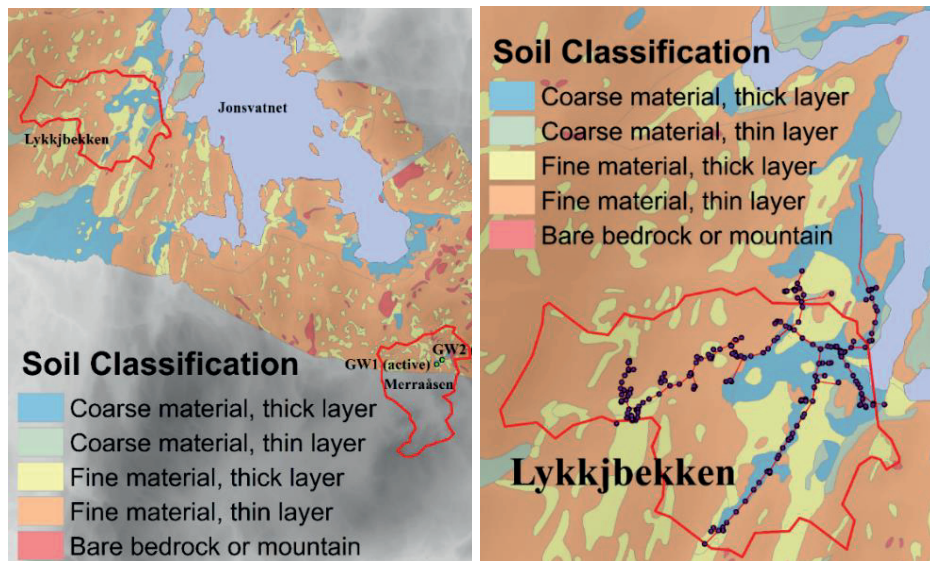 Jonsvatnet
Lykkjbekken
GW2
GW1 (active)
Merraåsen
Soil Classification
Coarse material, thick layer
Coarse material, thin layer
Fine material, thick layer
Fine material, thin layer
Bare bedrock or mountain
Soil Classification
Coarse material, thick layer
Coarse material, thin layer
Fine material, thick layer
Fine material, thin layer
Bare bedrock or mountain
Lykkjbekken